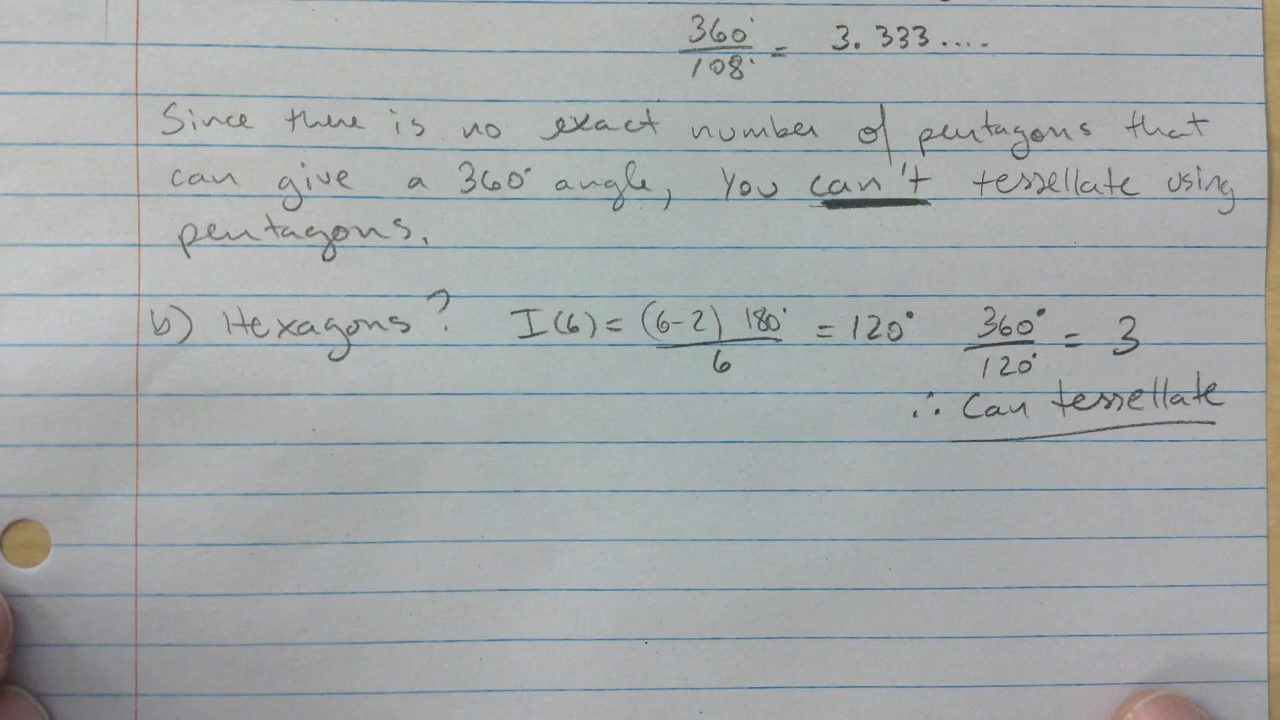 360° / 108° = 3.333....
Since there is no exact number of pentagons that
can give a 360° angle, you can't tessellate using
pentagons.
b) Hexagons? I(6) = (6-2) 180° / 6 = 120° 360° / 120° = 3
∴ Can tessellate